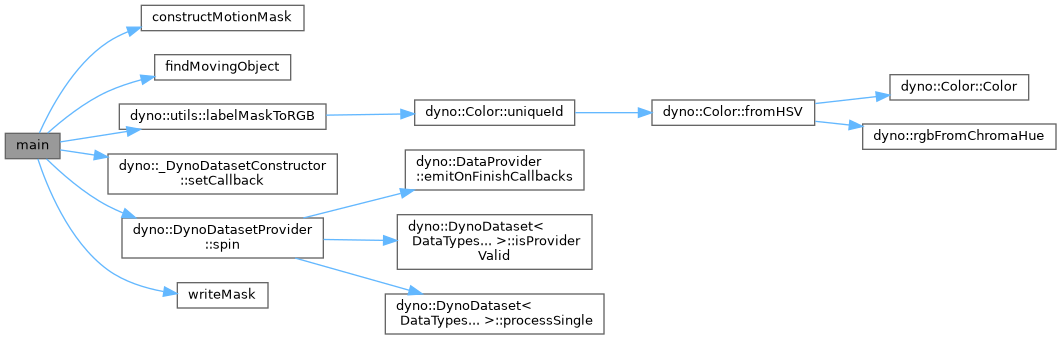 constructMotionMask
findMovingObject
main
dyno::utils::labelMaskToRGB
dyno::Color::uniqueId
dyno::Color::fromHSV
dyno::Color::Color
dyno::rgbFromChromaHue
dyno::_DynoDatasetConstructor
::setCallback
dyno::DynoDatasetProvider
::spin
dyno::DataProvider
::emitOnFinishCallbacks
dyno::DynoDataset<
DataTypes... >::isProvider
Valid
dyno::DynoDataset<
DataTypes... >::processSingle
writeMask